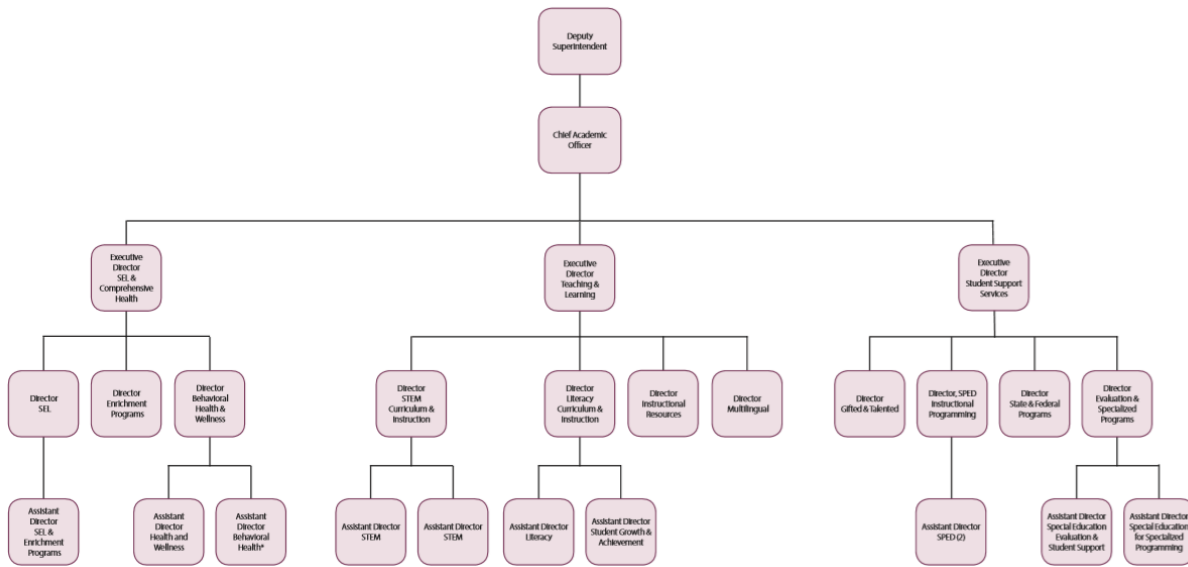 Deputy
Superintendent
Chief Academic
Officer
Executive
Director
SEL &
Comprehensive
Health
Executive
Director
Teaching &
Learning
Executive
Director
Student Support
Services
Director
SEL
Director
Enrichment
Programs
Director
Behavioral
Health &
Wellness
Director
STEM
Curriculum &
Instruction
Director
Literacy
Curriculum &
Instruction
Director
Instructional
Resources
Director
Multilingual
Director
Gifted & Talented
Director, SPED
Instructional
Programming
Director
State & Federal
Programs
Director
Evaluation &
Specialized
Programs
Assistant
Director
SEL &
Enrichment
Programs
Assistant
Director
Health and
Wellness
Assistant
Director
Behavioral
Health*
Assistant Director
STEM
Assistant Director
STEM
Assistant Director
Literacy
Assistant Director
Student Growth &
Achievement
Assistant Director
SPED (2)
Assistant Director
Special Education
Evaluation &
Student Support
Assistant Director
Special Education
for Specialized
Programming